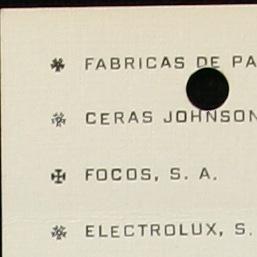 FABRICAS DE PA
CERAS JOHNSON
FOCOS, S. A.
ELECTROLUX, S.